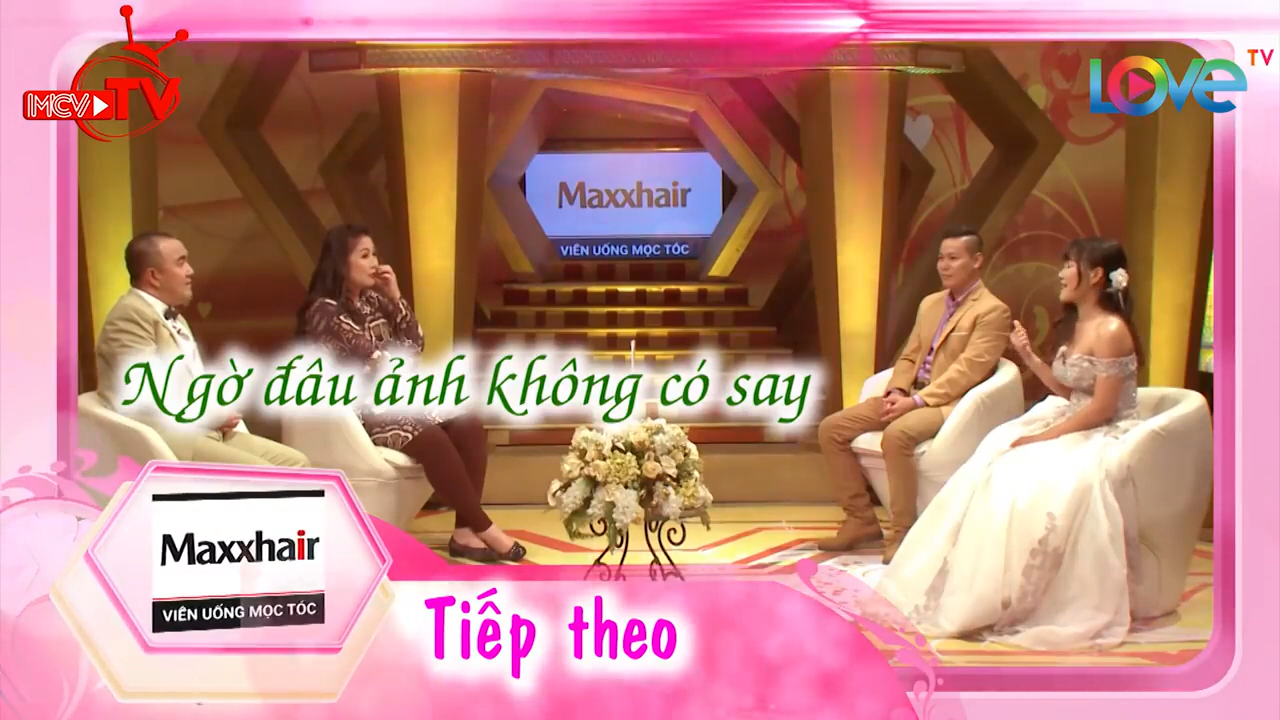 MCV TV
LOVE TV
Maxxhair
VIÊN UỐNG MỌC TÓC
Ngờ đâu ảnh không có say
Maxxhair
VIÊN UỐNG MỌC TÓC
Tiếp theo